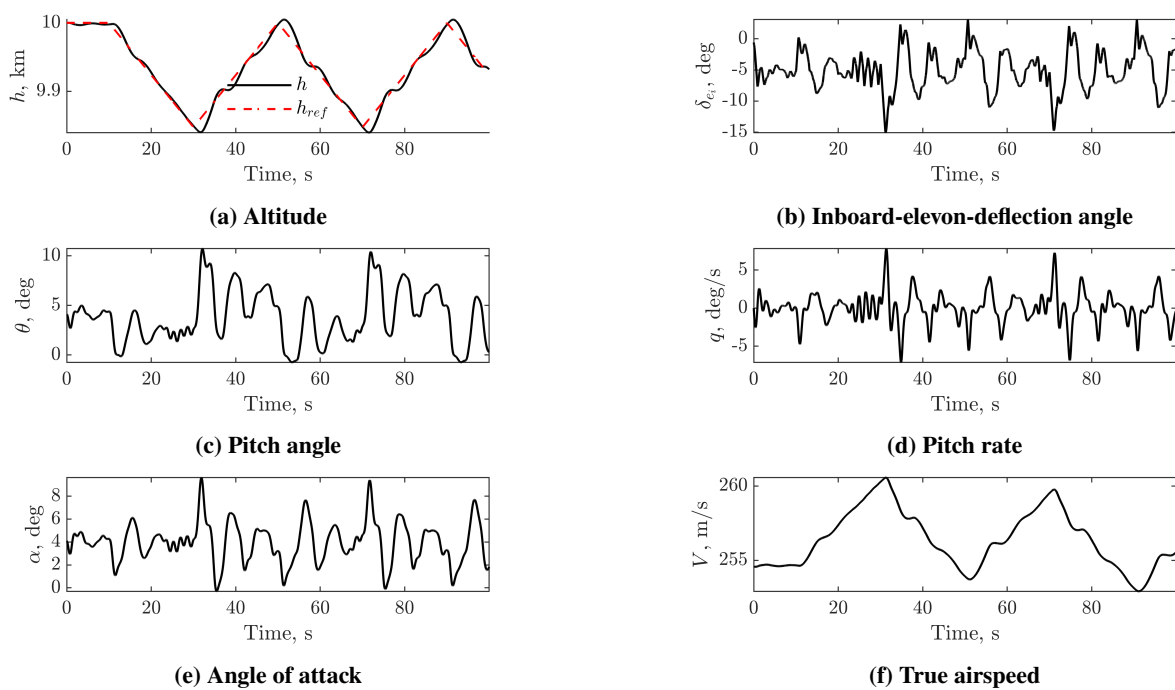 10
9.9
h, km
h
h_{ref}
0 20 40 60 80
Time, s
(a) Altitude
0
-5
-10
-15
δ_{e_i}, deg
0 20 40 60 80
Time, s
(b) Inboard-elevon-deflection angle
10
5
0
θ, deg
0 20 40 60 80
Time, s
(c) Pitch angle
5
0
-5
q, deg/s
0 20 40 60 80
Time, s
(d) Pitch rate
8
6
4
2
0
α, deg
0 20 40 60 80
Time, s
(e) Angle of attack
260
255
V, m/s
0 20 40 60 80
Time, s
(f) True airspeed